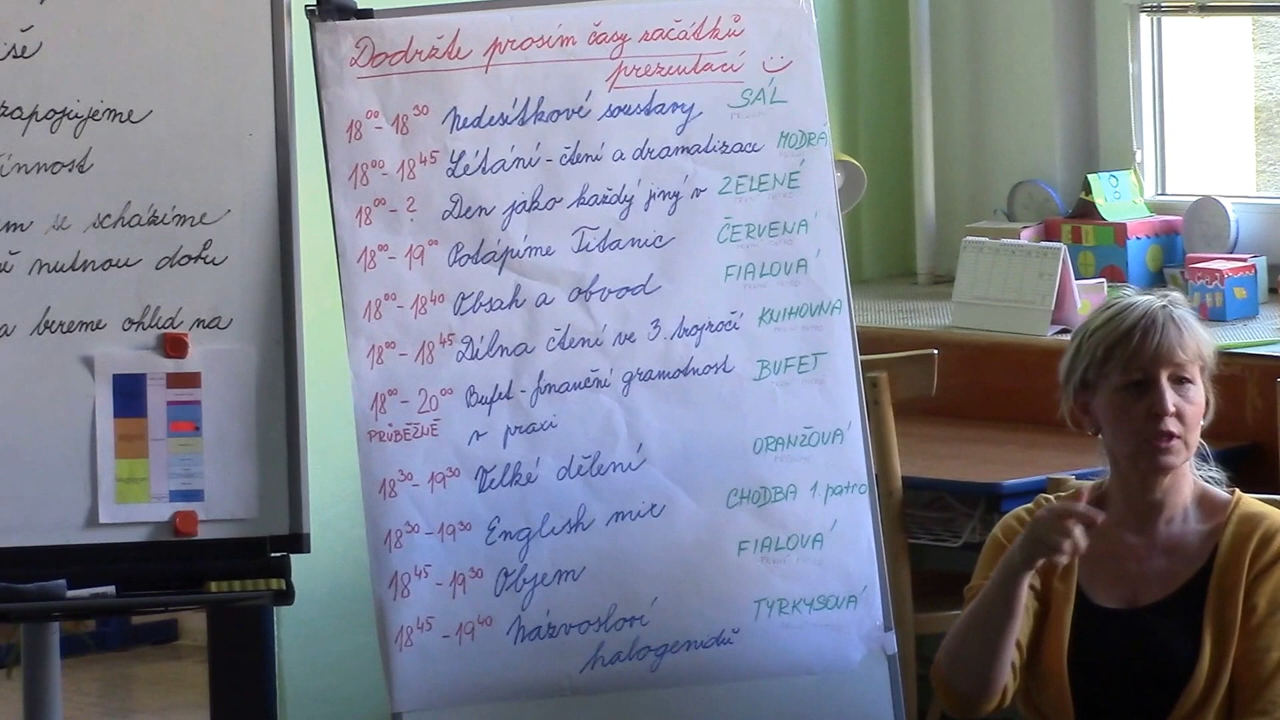 zapojujeme
činnost
m se scházíme
nutnou dobu
a bereme ohled na
Dodržte prosím časy začátků
prezentací
18⁰⁰ - 18³⁰ Nedesítkové soustavy SÁL
18⁰⁰ - 18⁴⁵ Létání - čtení a dramatizace MODRÁ
18⁰⁰ - ? Den jako každý jiný v ZELENÉ
18⁰⁰ - 19⁰⁰ Potápíme Titanic ČERVENÁ
18⁰⁰ - 18⁴⁰ Obsah a obvod FIALOVÁ
18⁰⁰ - 18⁴⁵ Dílna čtení ve 3. trojročí KNIHOVNA
18⁰⁰ - 20⁰⁰ Bufet - finanční gramotnost BUFET
PRŮBĚŽNĚ v praxi
18³⁰ - 19³⁰ Velké dělení ORANŽOVÁ
18³⁰ - 19³⁰ English mix CHODBA 1. patro
18⁴⁵ - 19³⁰ Objem FIALOVÁ
18⁴⁵ - 19⁴⁰ Názvosloví TYRKYSOVÁ
halogenidů